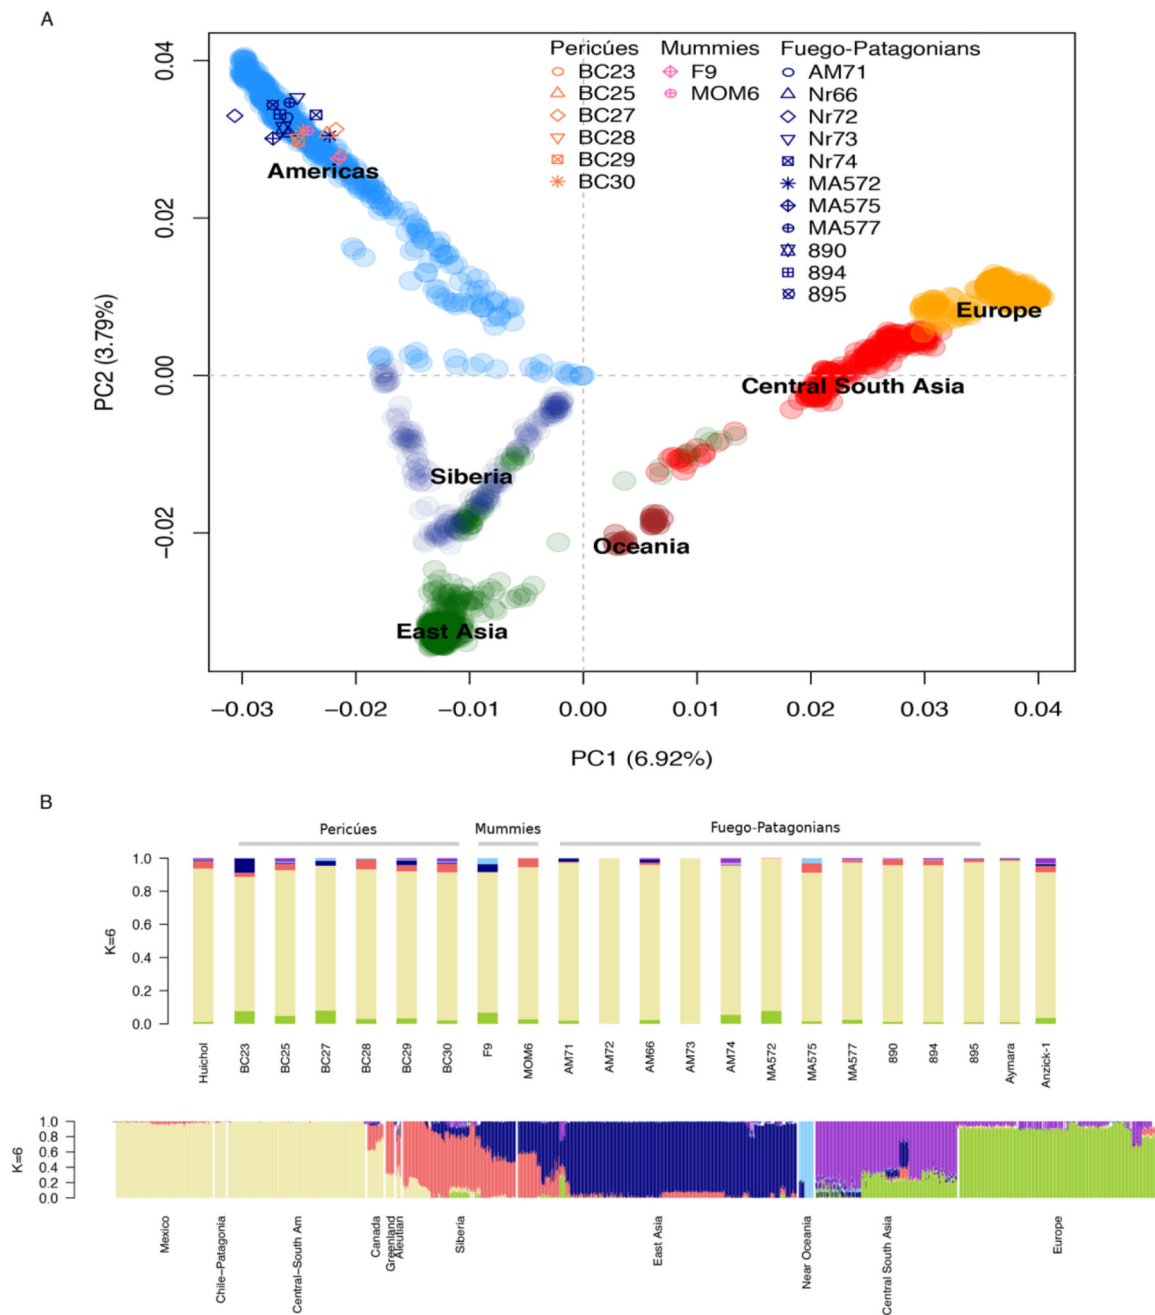 A
Pericúes
Mummies
Fuego-Patagonians
BC23
F9
AM71
BC25
MOM6
Nr66
BC27
Nr72
BC28
Nr73
BC29
Nr74
BC30
MA572
MA575
MA577
890
894
895
Americas
Europe
Central South Asia
Siberia
Oceania
East Asia
0.04
0.02
0.00
−0.02
PC2 (3.79%)
−0.03
−0.02
−0.01
0.00
0.01
0.02
0.03
0.04
PC1 (6.92%)
B
Pericúes
Mummies
Fuego-Patagonians
1.0
0.8
0.6
0.4
0.2
0.0
K=6
Huichol
BC23
BC25
BC27
BC28
BC29
BC30
F9
MOM6
AM71
AM72
AM66
AM73
AM74
MA572
MA575
MA577
890
894
895
Aymara
Anzick-1
1.0
0.8
0.6
0.4
0.2
0.0
K=6
Mexico
Chile−Patagonia
Central−South Am
Canada
Greenland
Aleutian
Siberia
East Asia
Near Oceania
Central South Asia
Europe